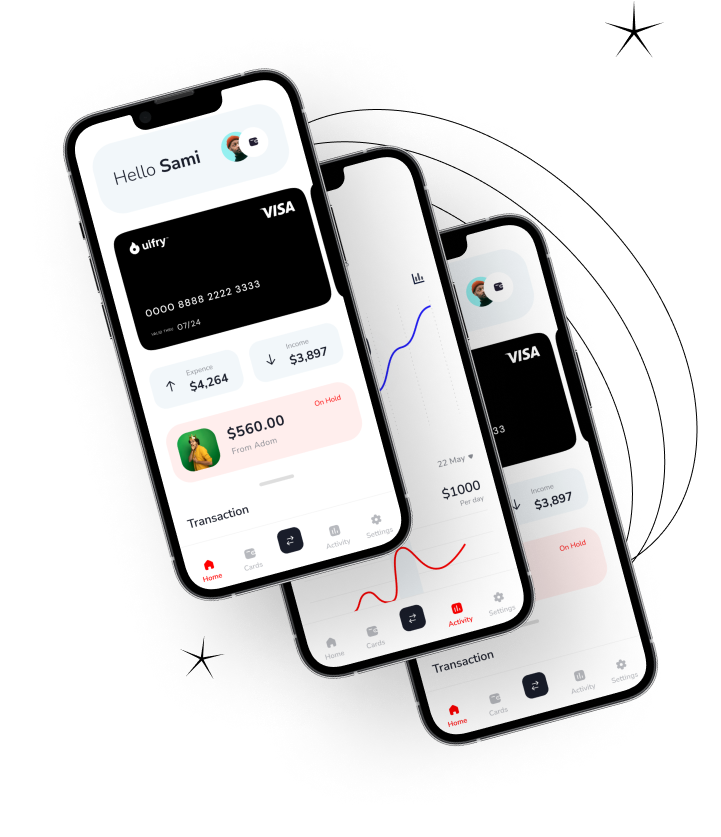 Hello Sami
VISA
uifry
0000 8888 2222 3333
VALID THRU 07/24
Expence
$4,264
Income
$3,897
$560.00
From Adom
On Hold
Transaction
Home
Cards
Activity
Settings
22 May
$1000
Per day
Home
Cards
Activity
Settings
VISA
33
Income
$3,897
On Hold
Transaction
Home
Cards
Activity
Settings